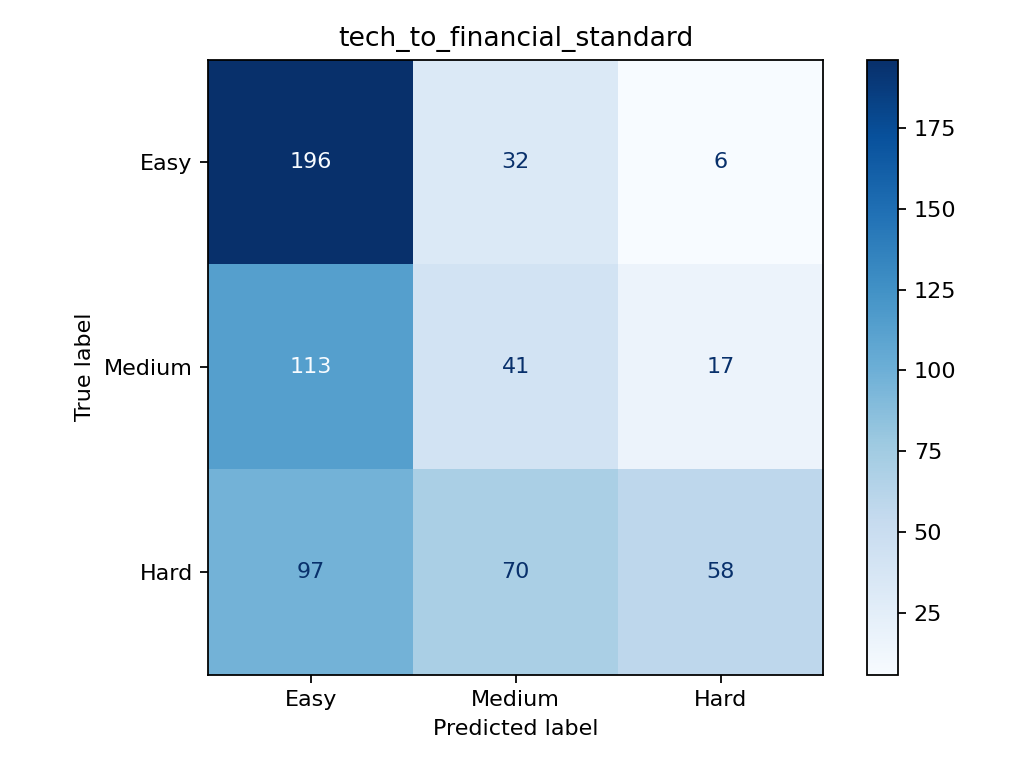 tech_to_financial_standard
True label
Easy
196 32 6
Medium
113 41 17
Hard
97 70 58
Easy Medium Hard
Predicted label
175
150
125
100
75
50
25